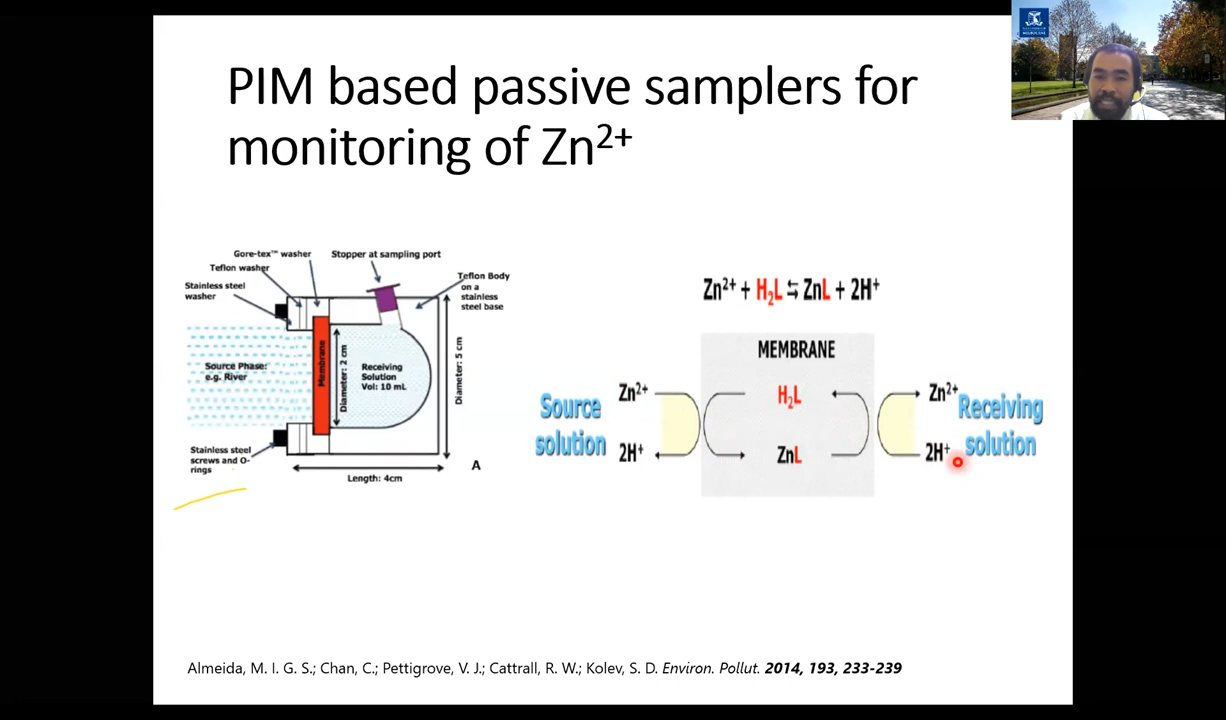 PIM based passive samplers for
monitoring of Zn²⁺
Gore-tex™ washer
Stopper at sampling port
Teflon washer
Stainless steel
washer
Teflon Body
on a
stainless
steel base
Source Phase:
e.g. River
Membrane
Diameter: 2 cm
Receiving
Solution
Vol: 10 mL
Diameter: 5 cm
Stainless steel
screws and O-
rings
Length: 4cm
A
Zn²⁺ + H₂L ⇆ ZnL + 2H⁺
MEMBRANE
Source
solution
Zn²⁺
2H⁺
H₂L
ZnL
Zn²⁺
2H⁺
Receiving
solution
Almeida, M. I. G. S.; Chan, C.; Pettigrove, V. J.; Cattrall, R. W.; Kolev, S. D. Environ. Pollut. 2014, 193, 233-239